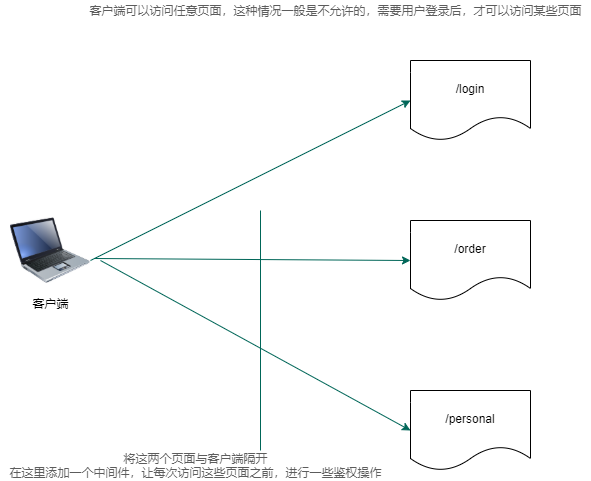 客户端可以访问任意页面，这种情况一般是不允许的，需要用户登录后，才可以访问某些页面
/login
/order
客户端
/personal
将这两个页面与客户端隔开
在这里添加一个中间件，让每次访问这些页面之前，进行一些鉴权操作